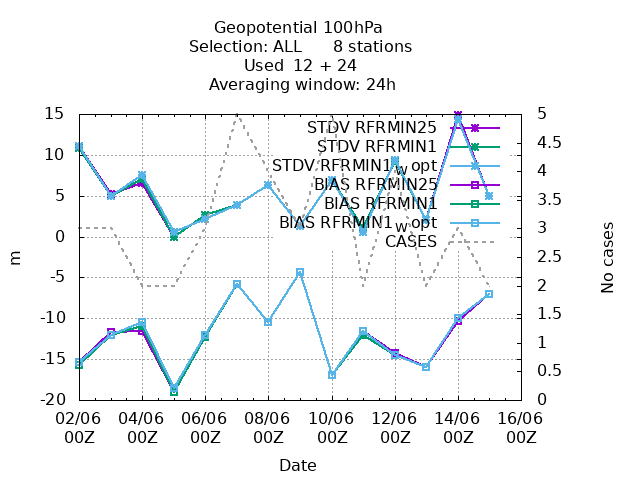 Geopotential 100hPa
Selection: ALL 8 stations
Used 12 + 24
Averaging window: 24h
15
10
5
0
-5
-10
-15
-20
m
5
4.5
4
3.5
3
2.5
2
1.5
1
0.5
0
No cases
STDV RFRMIN25
STDV RFRMIN1
STDV RFRMIN1w opt
BIAS RFRMIN25
BIAS RFRMIN1
BIAS RFRMIN1w opt
CASES
02/06 04/06 06/06 08/06 10/06 12/06 14/06 16/06
00Z 00Z 00Z 00Z 00Z 00Z 00Z 00Z
Date